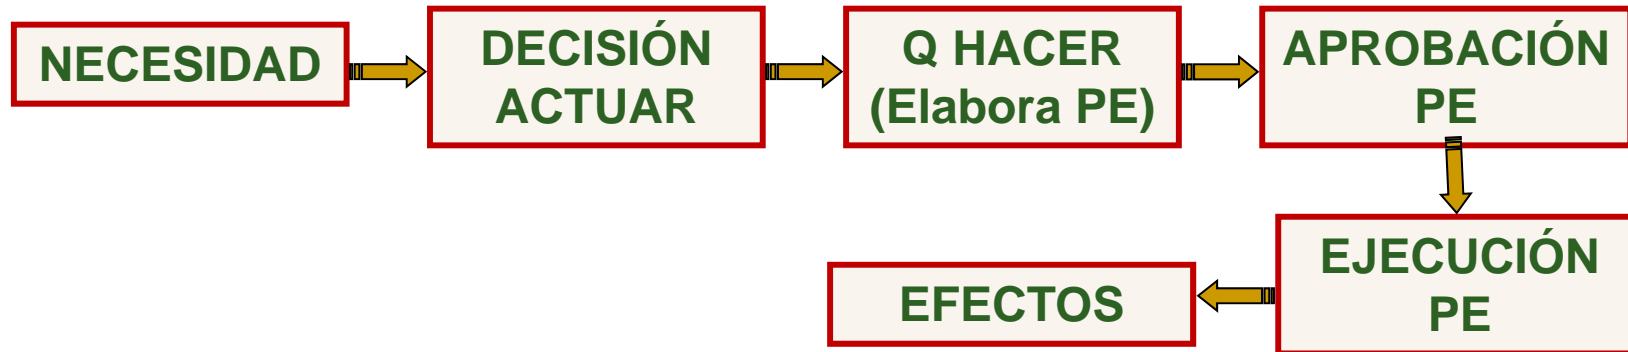 NECESIDAD
DECISIÓN
ACTUAR
Q HACER
(Elabora PE)
APROBACIÓN
PE
EJECUCIÓN
PE
EFECTOS